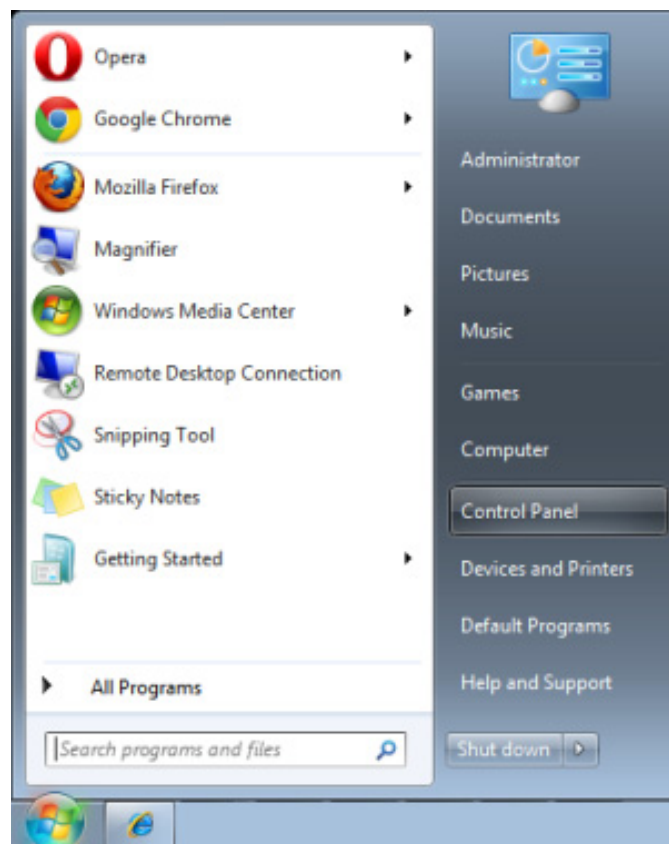 Opera
Google Chrome
Mozilla Firefox
Magnifier
Windows Media Center
Remote Desktop Connection
Snipping Tool
Sticky Notes
Getting Started
All Programs
Search programs and files
Administrator
Documents
Pictures
Music
Games
Computer
Control Panel
Devices and Printers
Default Programs
Help and Support
Shut down